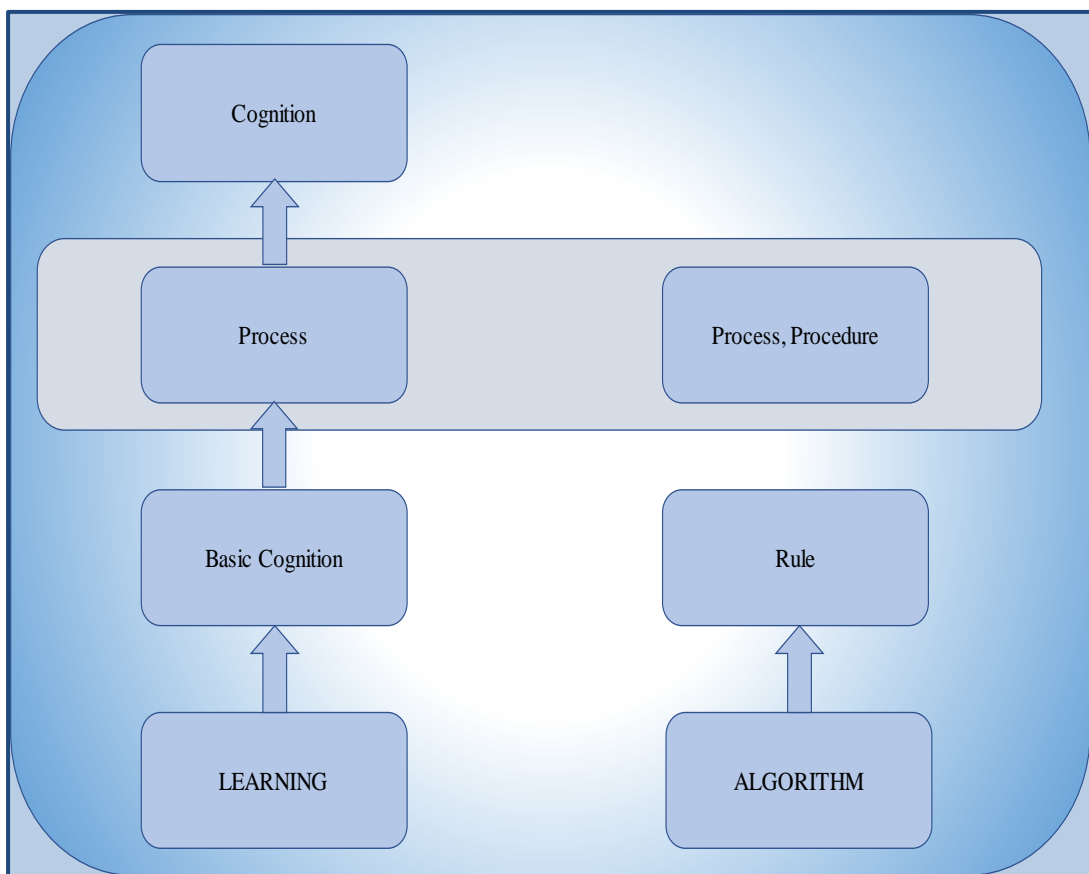 Cognition
Process
Process, Procedure
Basic Cognition
Rule
LEARNING
ALGORITHM